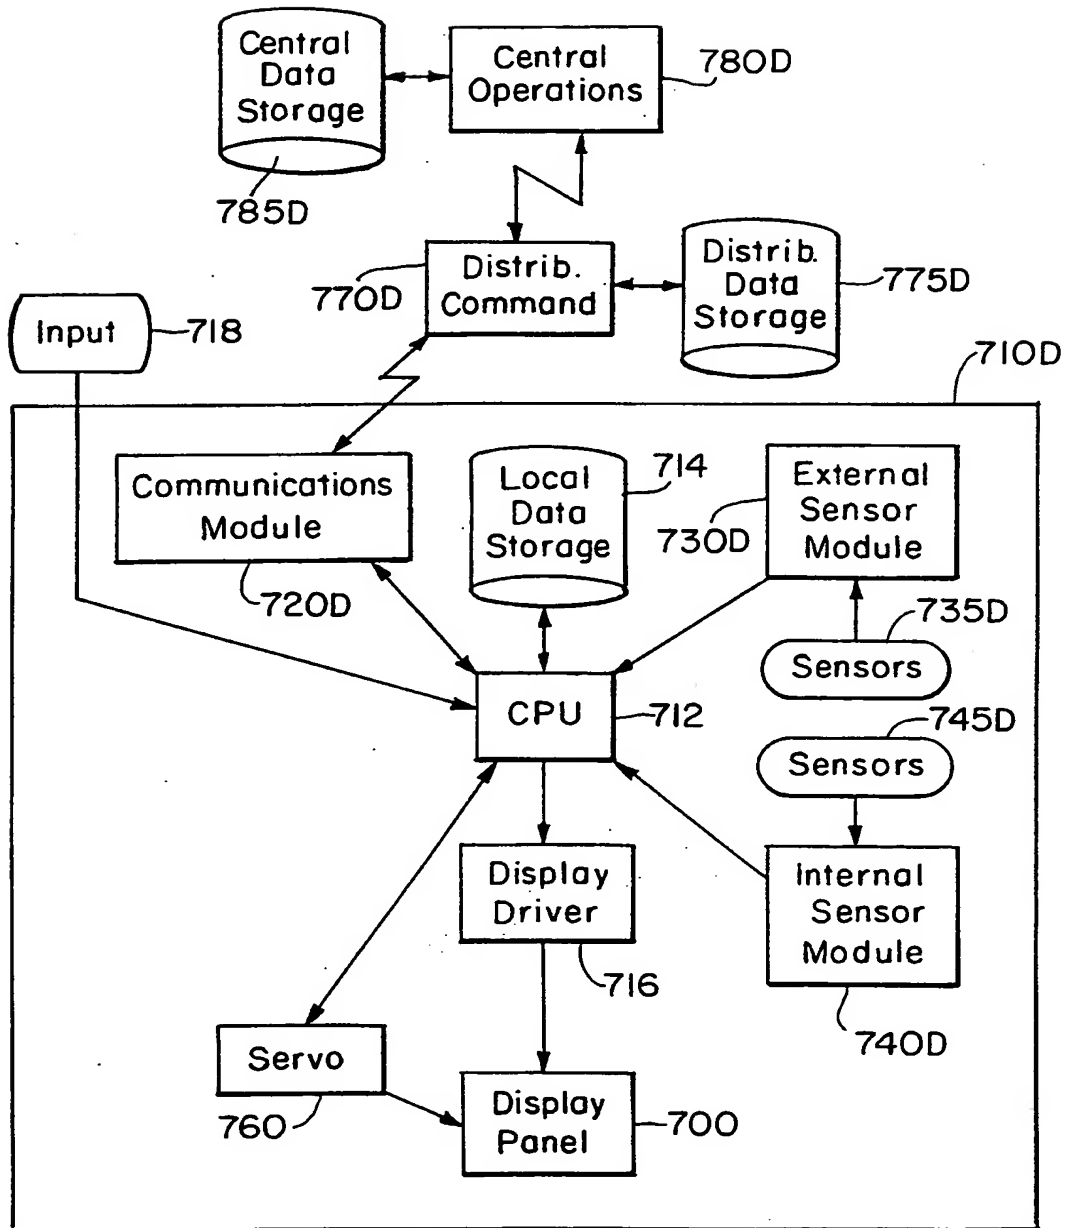 Central
Data
Storage
785D
Central
Operations
780D
Distrib.
Command
770D
Distrib.
Data
Storage
775D
Input
718
710D
Communications
Module
720D
Local
Data
Storage
714
External
Sensor
Module
730D
735D
Sensors
CPU
712
745D
Sensors
Display
Driver
716
Internal
Sensor
Module
740D
Servo
760
Display
Panel
700